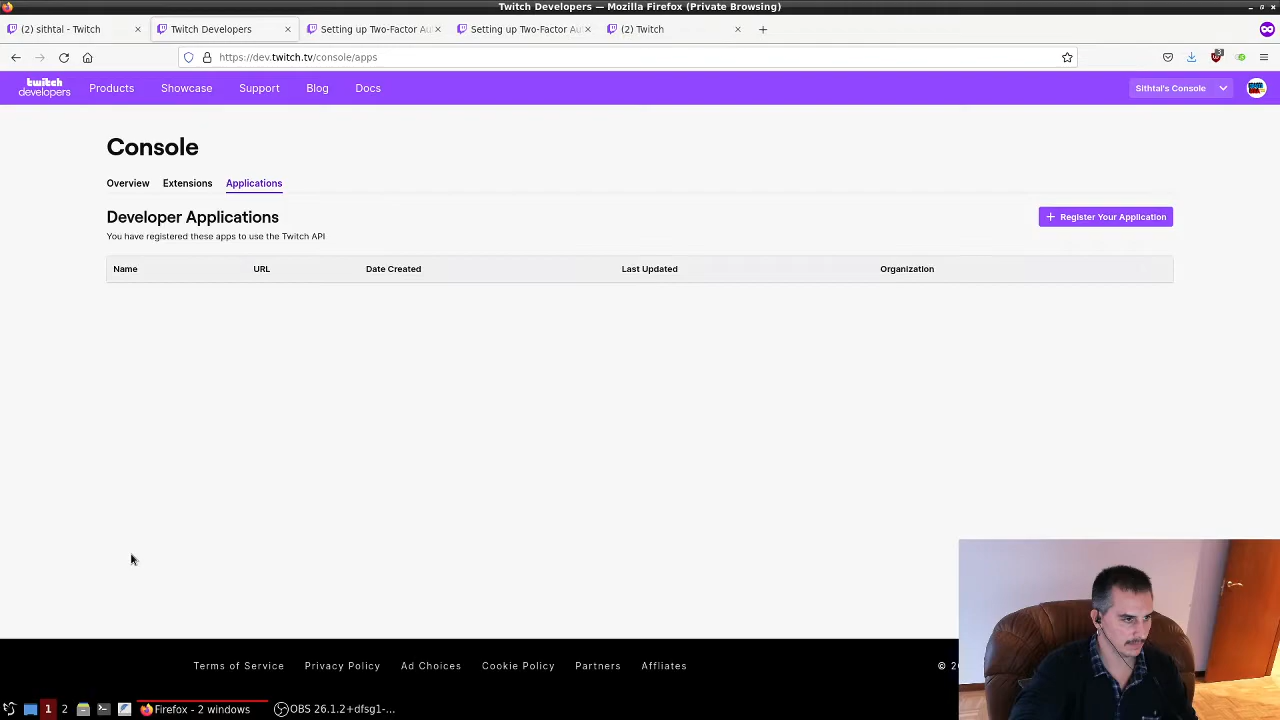 Twitch Developers — Mozilla Firefox (Private Browsing)
(2) sithtal - Twitch
Twitch Developers
Setting up Two-Factor Au
Setting up Two-Factor Au
(2) Twitch
https://dev.twitch.tv/console/apps
3
twitch
developers
Products
Showcase
Support
Blog
Docs
Sithtal's Console
Console
Overview
Extensions
Applications
Developer Applications
+ Register Your Application
You have registered these apps to use the Twitch API
Name
URL
Date Created
Last Updated
Organization
Terms of Service
Privacy Policy
Ad Choices
Cookie Policy
Partners
Affiliates
© 2
1
2
Firefox - 2 windows
OBS 26.1.2+dfsg1-...